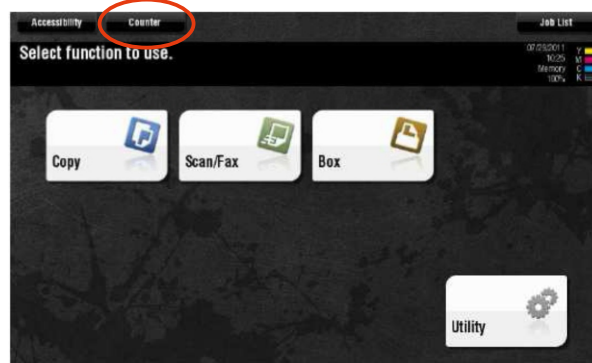 Accessibility
Counter
Job List
Select function to use.
07/29/2011
10:25
Memory
100%
Y
M
C
K
Copy
Scan/Fax
Box
Utility